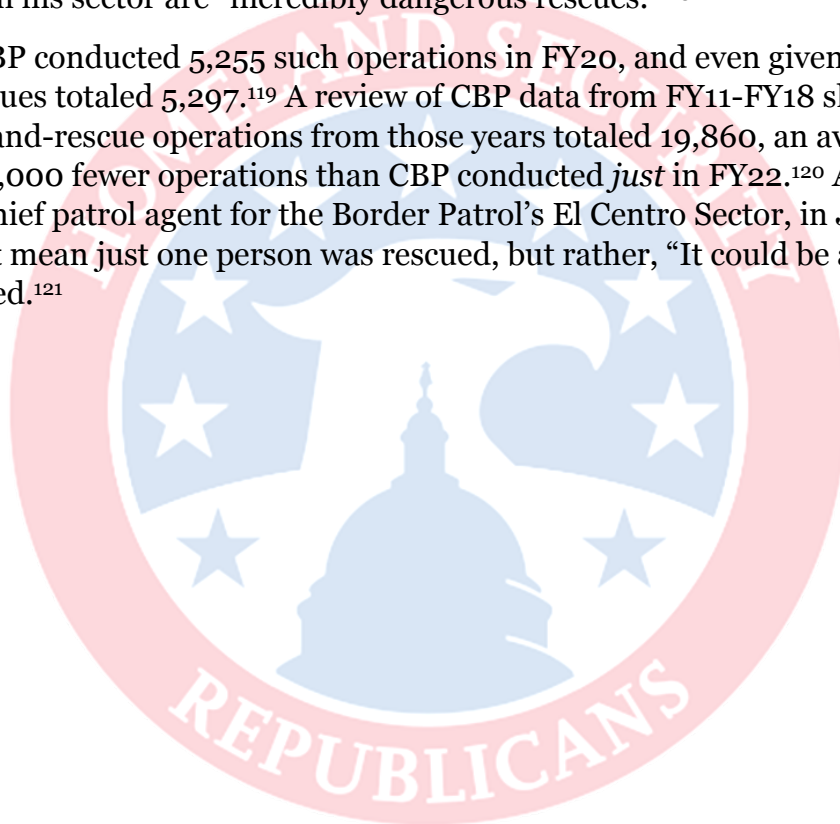 his sector are “incredibly dangerous rescues.”
BP conducted 5,255 such operations in FY20, and even given
ues totaled 5,297.¹¹⁹ A review of CBP data from FY11-FY18
and-rescue operations from those years totaled 19,860, an
,000 fewer operations than CBP conducted just in FY22.¹²⁰
hief patrol agent for the Border Patrol’s El Centro Sector, in
t mean just one person was rescued, but rather, “It could be
ed.¹²¹
HOMELAND SECURITY
REPUBLICANS